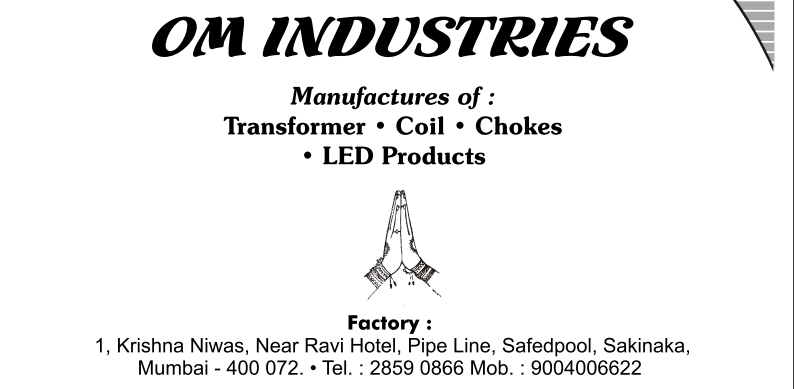 OM INDUSTRIES
Manufactures of :
Transformer • Coil • Chokes
• LED Products
Factory :
1, Krishna Niwas, Near Ravi Hotel, Pipe Line, Safedpool, Sakinaka,
Mumbai - 400 072. • Tel. : 2859 0866 Mob. : 9004006622